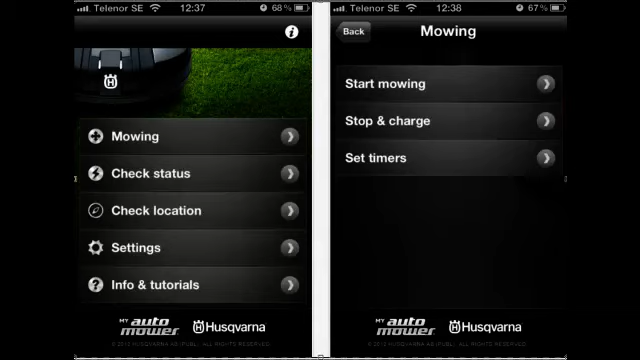 Telenor SE 12:37 68 %
Mowing
Check status
Check location
Settings
Info & tutorials
MY auto mower
Husqvarna
© 2012 HUSQVARNA AB (PUBL). ALL RIGHTS RESERVED.
Telenor SE 12:38 67 %
Back
Mowing
Start mowing
Stop & charge
Set timers
MY auto mower
Husqvarna
© 2012 HUSQVARNA AB (PUBL). ALL RIGHTS RESERVED.